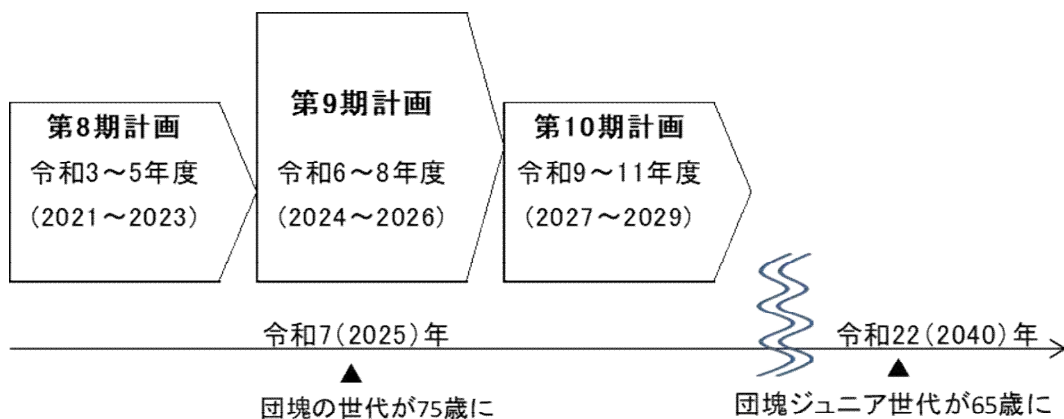 第8期計画
令和3～5年度
(2021～2023)
第9期計画
令和6～8年度
(2024～2026)
第10期計画
令和9～11年度
(2027～2029)
令和7(2025)年
令和22(2040)年
▲
▲
団塊の世代が75歳に
団塊ジュニア世代が65歳に